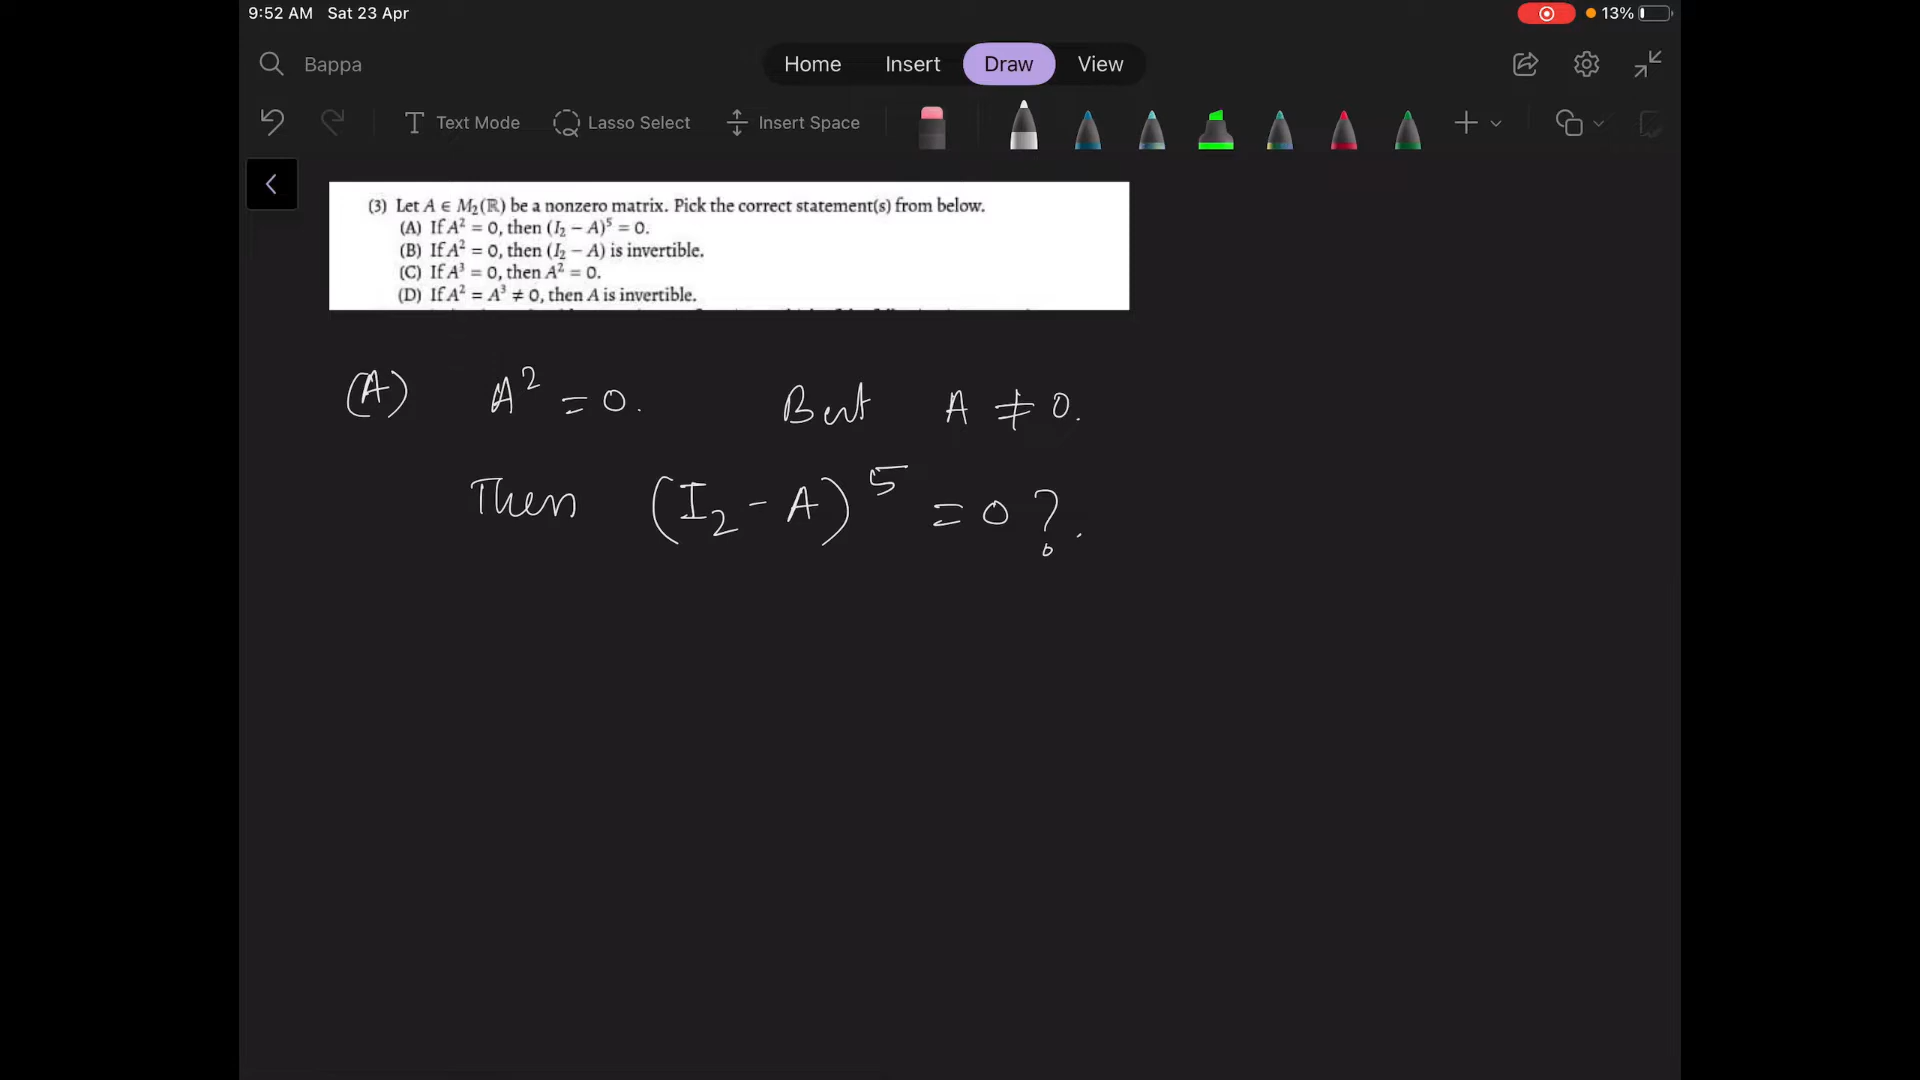 9:52 AM Sat 23 Apr
13%
Bappa
Home Insert Draw View
Text Mode Lasso Select Insert Space
(3) Let A ∈ M₂(ℝ) be a nonzero matrix. Pick the correct statement(s) from below.
(A) If A² = 0, then (I₂ − A)⁵ = 0.
(B) If A² = 0, then (I₂ − A) is invertible.
(C) If A³ = 0, then A² = 0.
(D) If A² = A³ ≠ 0, then A is invertible.
(A) A² = 0. But A ≠ 0.
Then (I₂ - A)⁵ = 0 ?.